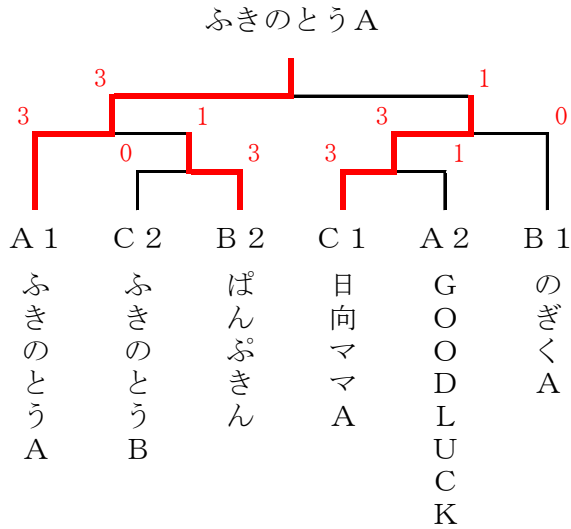 ふきのとうA
3
1
3
1
3
0
0
3
3
1
A1
C2
B2
C1
A2
B1
ふきのとうA
ふきのとうB
ぱんぷきん
日向ママA
GOODLUCK
のぎくA